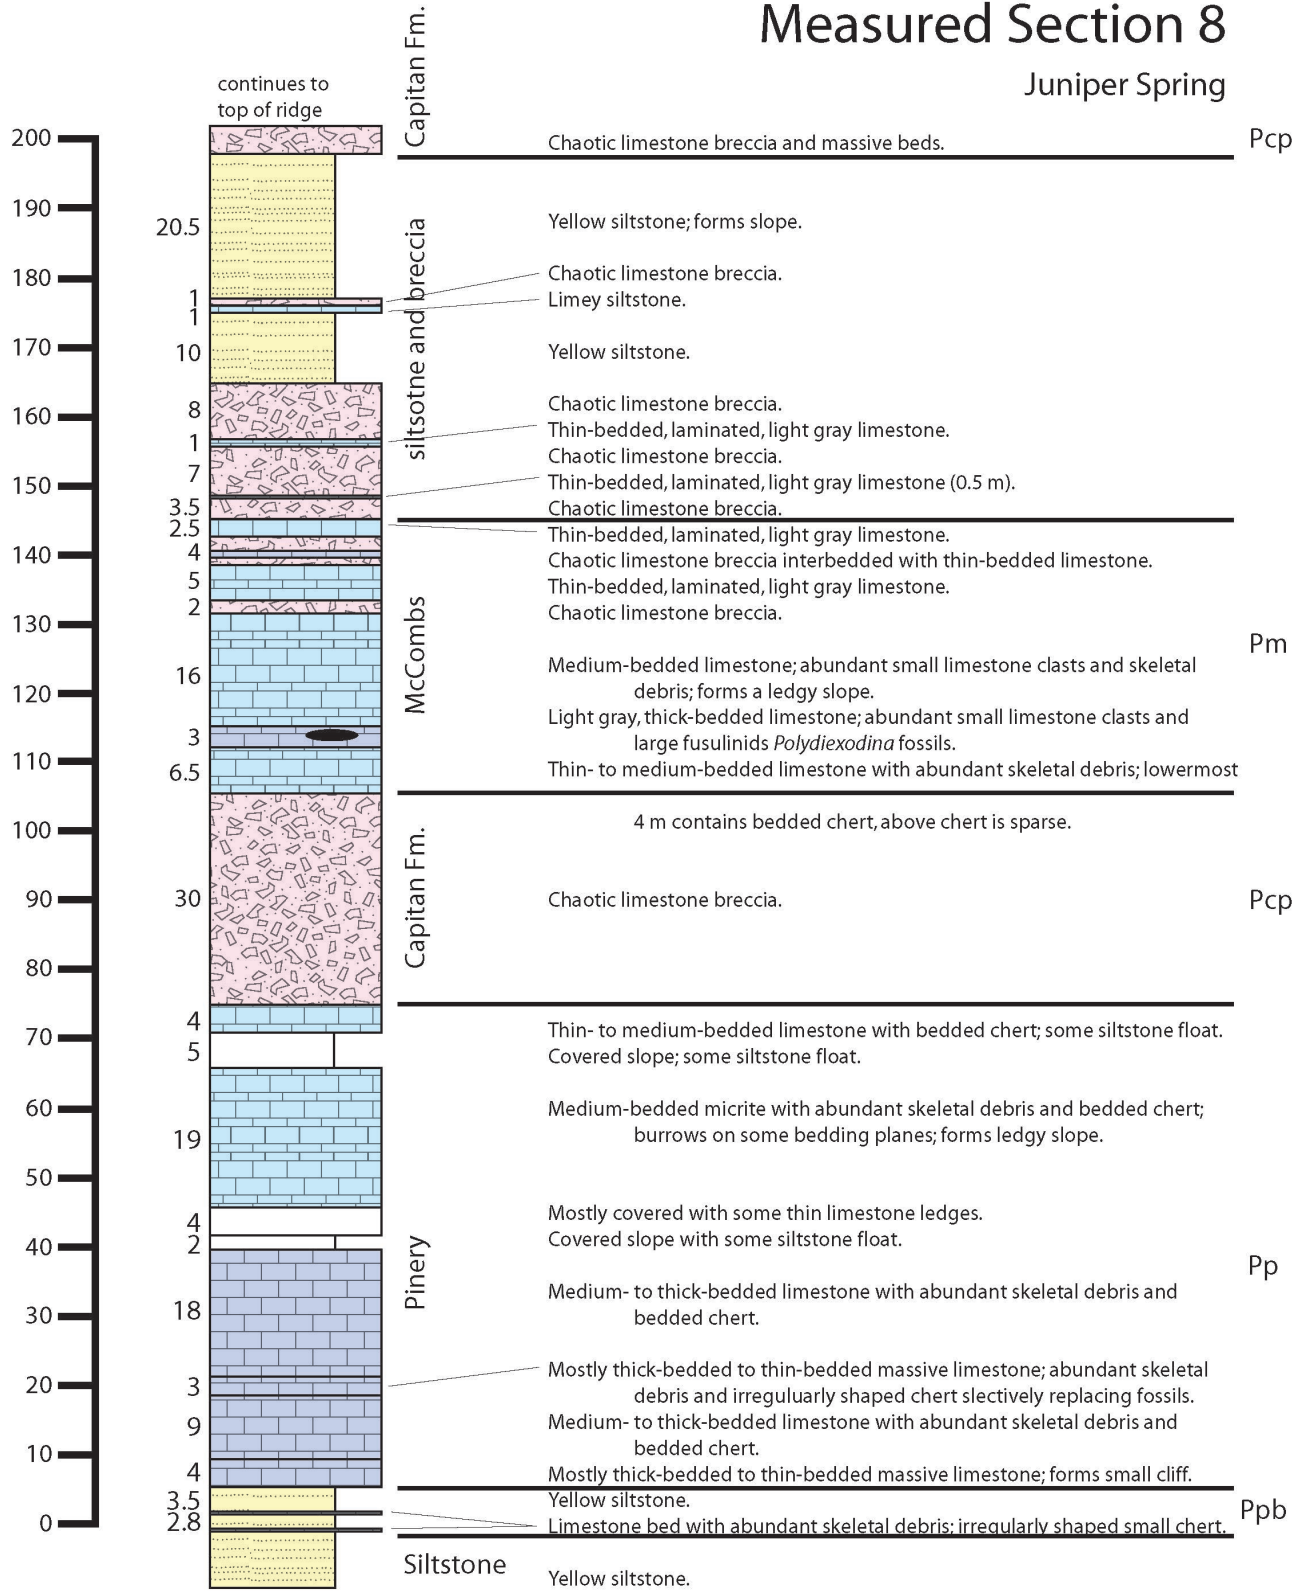 Measured Section 8
Juniper Spring
continues to
top of ridge
Capitan Fm.
200
Chaotic limestone breccia and massive beds.
Pcp
190
20.5
Yellow siltstone; forms slope.
siltsotne and breccia
180
1
Chaotic limestone breccia.
1
Limey siltstone.
170
10
Yellow siltstone.
160
8
Chaotic limestone breccia.
1
Thin-bedded, laminated, light gray limestone.
7
Chaotic limestone breccia.
150
Thin-bedded, laminated, light gray limestone (0.5 m).
3.5
Chaotic limestone breccia.
2.5
Thin-bedded, laminated, light gray limestone.
140
4
Chaotic limestone breccia interbedded with thin-bedded limestone.
5
Thin-bedded, laminated, light gray limestone.
2
Chaotic limestone breccia.
130
McCombs
Pm
16
Medium-bedded limestone; abundant small limestone clasts and skeletal
debris; forms a ledgy slope.
120
3
Light gray, thick-bedded limestone; abundant small limestone clasts and
large fusulinids Polydiexodina fossils.
110
6.5
Thin- to medium-bedded limestone with abundant skeletal debris; lowermost
4 m contains bedded chert, above chert is sparse.
100
Capitan Fm.
90
30
Chaotic limestone breccia.
Pcp
80
4
Thin- to medium-bedded limestone with bedded chert; some siltstone float.
70
5
Covered slope; some siltstone float.
60
19
Medium-bedded micrite with abundant skeletal debris and bedded chert;
burrows on some bedding planes; forms ledgy slope.
50
4
Mostly covered with some thin limestone ledges.
40
2
Covered slope with some siltstone float.
Pinery
Pp
18
Medium- to thick-bedded limestone with abundant skeletal debris and
bedded chert.
30
20
3
Mostly thick-bedded to thin-bedded massive limestone; abundant skeletal
debris and irreguluarly shaped chert slectively replacing fossils.
9
Medium- to thick-bedded limestone with abundant skeletal debris and
bedded chert.
10
4
Mostly thick-bedded to thin-bedded massive limestone; forms small cliff.
3.5
Yellow siltstone.
Ppb
0
2.8
Limestone bed with abundant skeletal debris; irregularly shaped small chert.
Siltstone
Yellow siltstone.